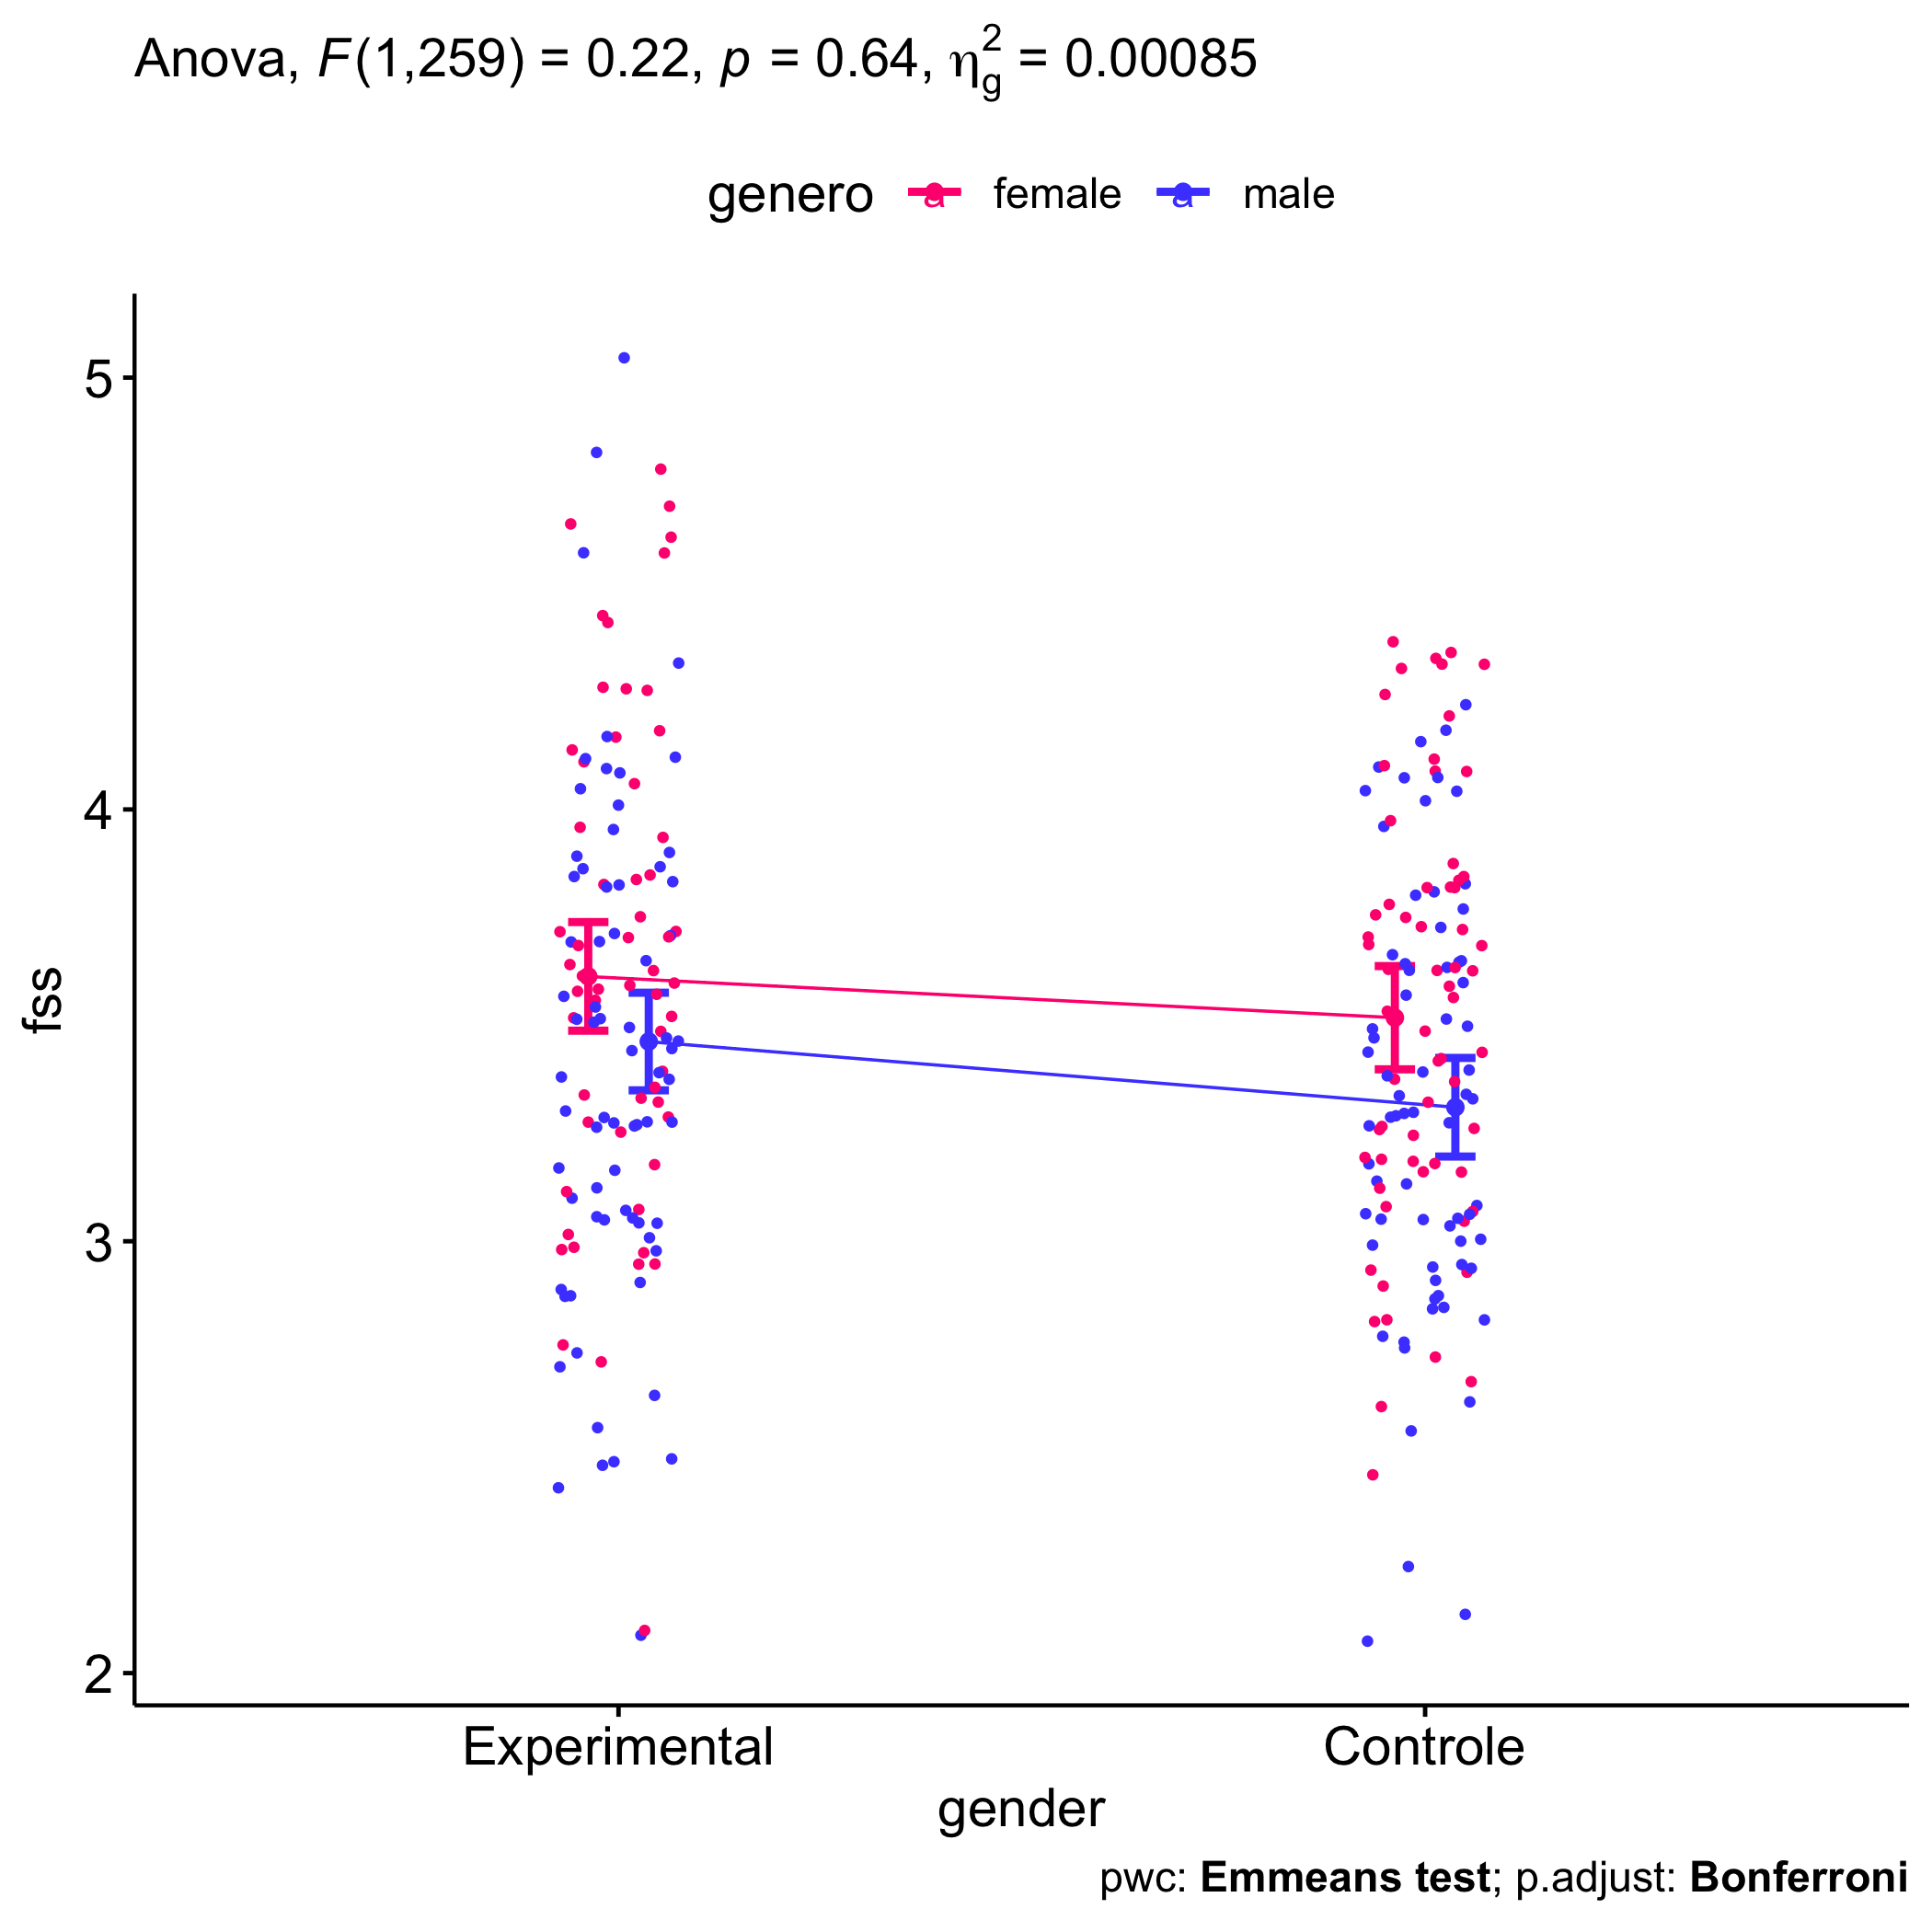 Anova, F(1,259) = 0.22, p = 0.64, η²g = 0.00085
genero a female a male
5
4
3
2
fss
Experimental Controle
gender
pwc: Emmeans test; p.adjust: Bonferroni